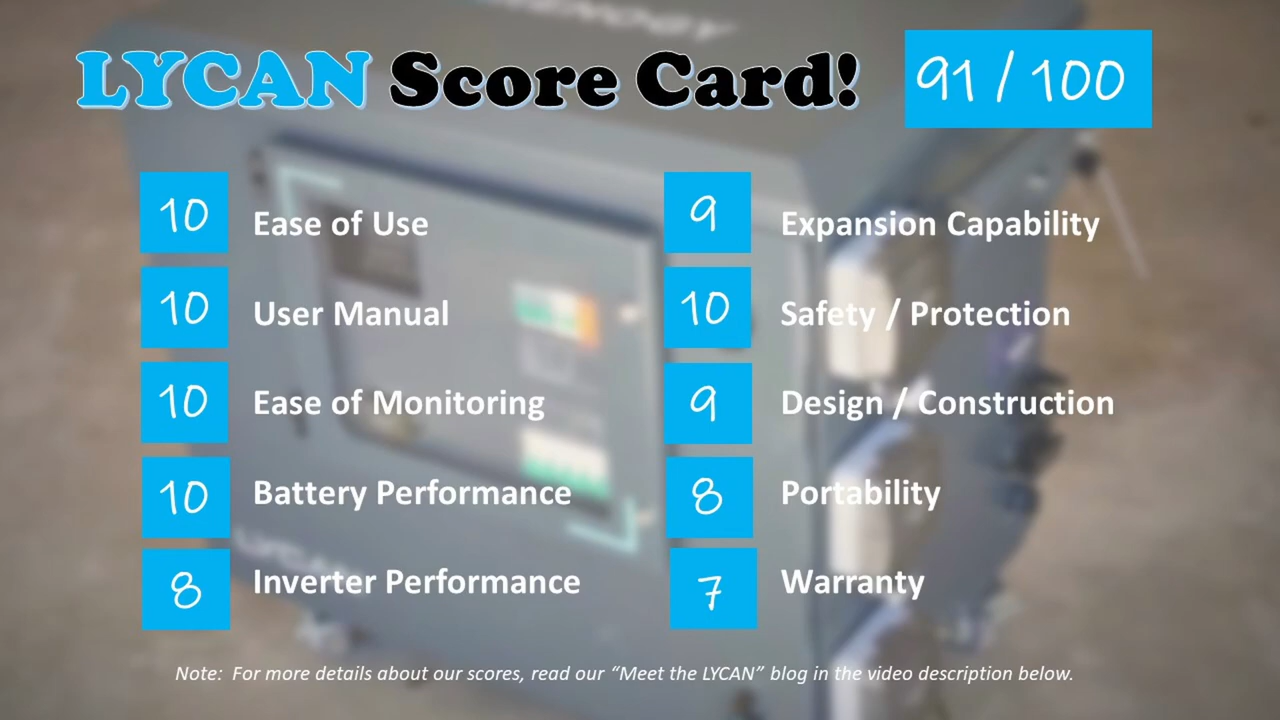 RENOGY
LYCAN Score Card!
91 / 100
10 Ease of Use
10 User Manual
10 Ease of Monitoring
10 Battery Performance
8 Inverter Performance
9 Expansion Capability
10 Safety / Protection
9 Design / Construction
8 Portability
7 Warranty
LYCAN
Note:  For more details about our scores, read our “Meet the LYCAN” blog in the video description below.